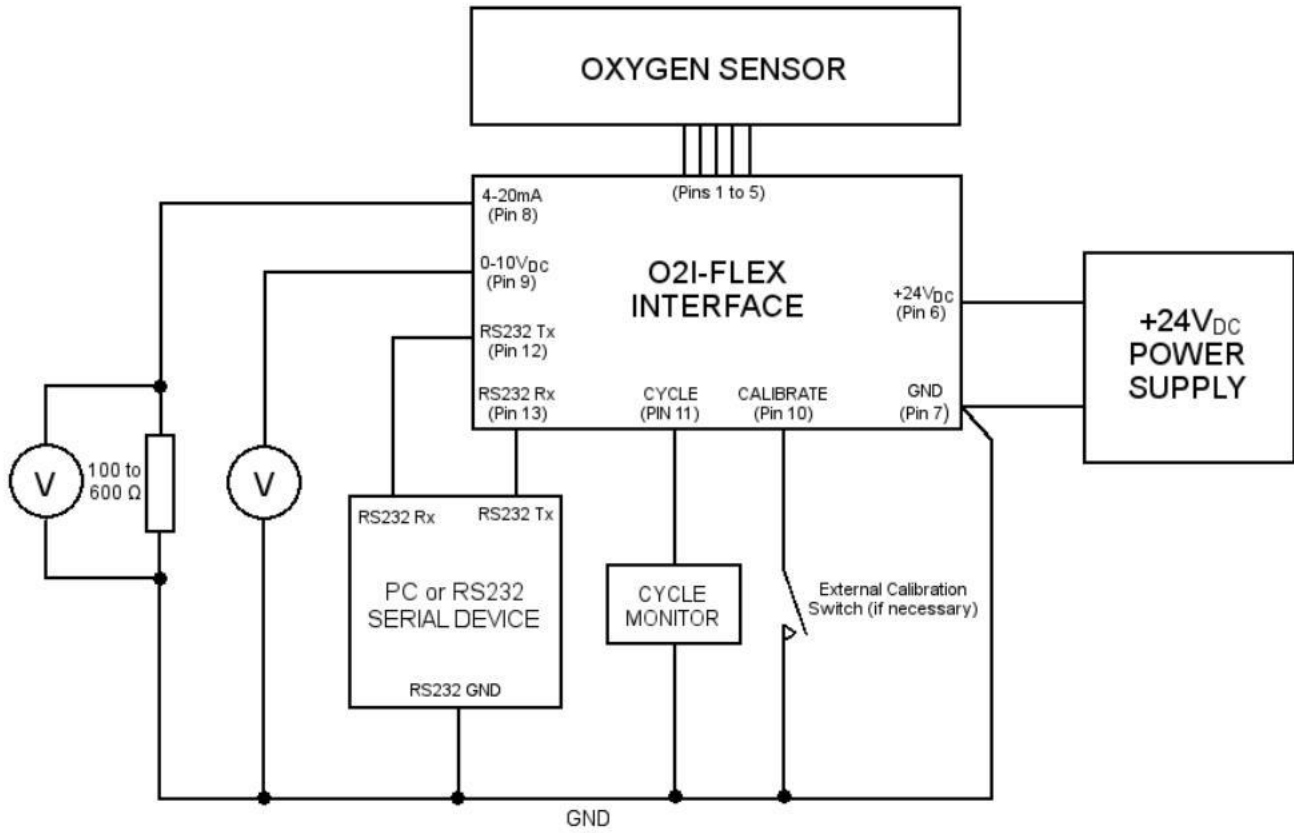 OXYGEN SENSOR
(Pins 1 to 5)
4-20mA
(Pin 8)
0-10VDC
(Pin 9)
RS232 Tx
(Pin 12)
RS232 Rx
(Pin 13)
O2I-FLEX
INTERFACE
CYCLE
(PIN 11)
CALIBRATE
(Pin 10)
+24VDC
(Pin 6)
GND
(Pin 7)
+24VDC
POWER
SUPPLY
V
100 to
600 Ω
V
RS232 Rx
RS232 Tx
PC or RS232
SERIAL DEVICE
RS232 GND
CYCLE
MONITOR
External Calibration
Switch (if necessary)
GND